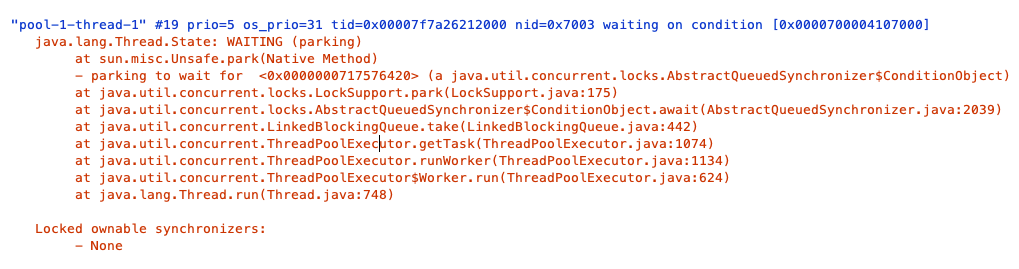 "pool-1-thread-1" #19 prio=5 os_prio=31 tid=0x00007f7a26212000 nid=0x7003 waiting on condition [0x0000700004107000]
java.lang.Thread.State: WAITING (parking)
at sun.misc.Unsafe.park(Native Method)
- parking to wait for  <0x0000000717576420> (a java.util.concurrent.locks.AbstractQueuedSynchronizer$ConditionObject)
at java.util.concurrent.locks.LockSupport.park(LockSupport.java:175)
at java.util.concurrent.locks.AbstractQueuedSynchronizer$ConditionObject.await(AbstractQueuedSynchronizer.java:2039)
at java.util.concurrent.LinkedBlockingQueue.take(LinkedBlockingQueue.java:442)
at java.util.concurrent.ThreadPoolExecutor.getTask(ThreadPoolExecutor.java:1074)
at java.util.concurrent.ThreadPoolExecutor.runWorker(ThreadPoolExecutor.java:1134)
at java.util.concurrent.ThreadPoolExecutor$Worker.run(ThreadPoolExecutor.java:624)
at java.lang.Thread.run(Thread.java:748)
Locked ownable synchronizers:
- None